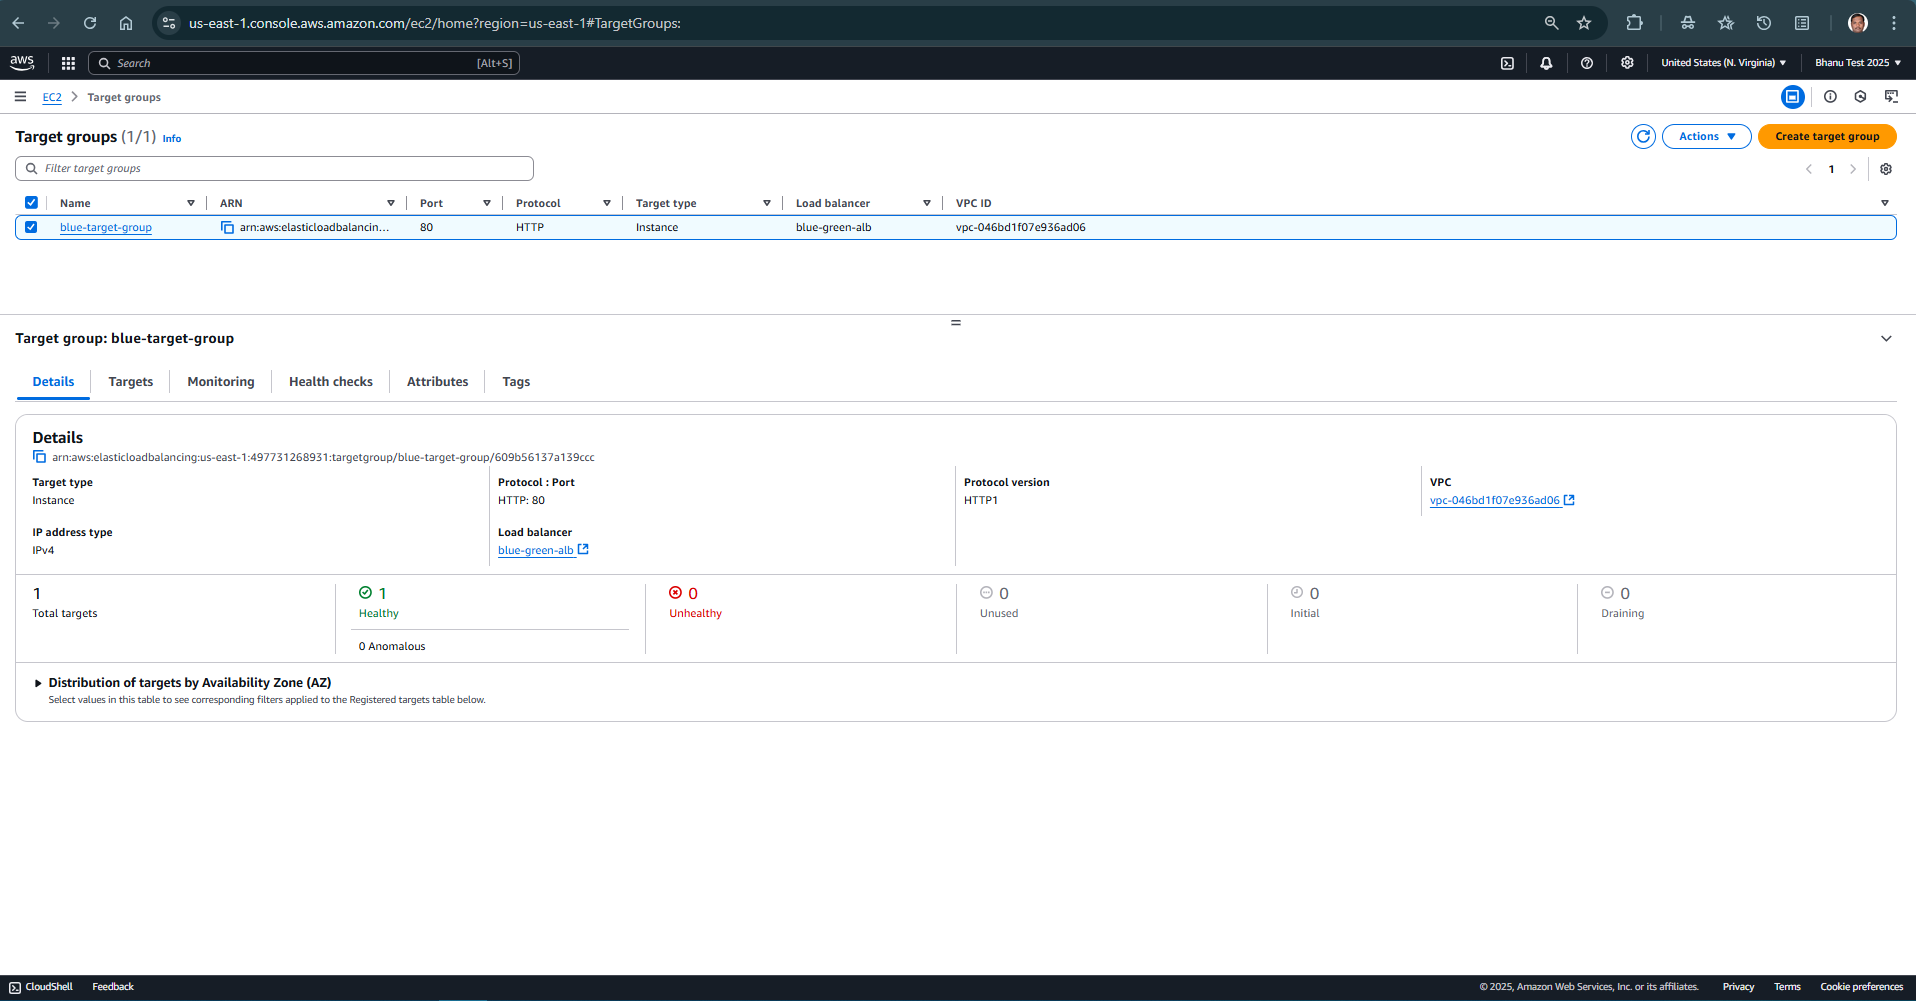 us-east-1.console.aws.amazon.com/ec2/home?region=us-east-1#TargetGroups:
aws Search [Alt+S] United States (N. Virginia) Bhanu Test 2025
EC2 Target groups
Target groups (1/1) Info Actions Create target group
Filter target groups 1
Name ARN Port Protocol Target type Load balancer VPC ID
blue-target-group arn:aws:elasticloadbalancin... 80 HTTP Instance blue-green-alb vpc-046bd1f07e936ad06
Target group: blue-target-group
Details Targets Monitoring Health checks Attributes Tags
Details
arn:aws:elasticloadbalancing:us-east-1:497731268931:targetgroup/blue-target-group/609b56137a139ccc
Target type Protocol : Port Protocol version VPC
Instance HTTP: 80 HTTP1 vpc-046bd1f07e936ad06
IP address type Load balancer
IPv4 blue-green-alb
1 1 0 0 0 0
Total targets Healthy Unhealthy Unused Initial Draining
0 Anomalous
Distribution of targets by Availability Zone (AZ)
Select values in this table to see corresponding filters applied to the Registered targets table below.
CloudShell Feedback © 2025, Amazon Web Services, Inc. or its affiliates. Privacy Terms Cookie preferences